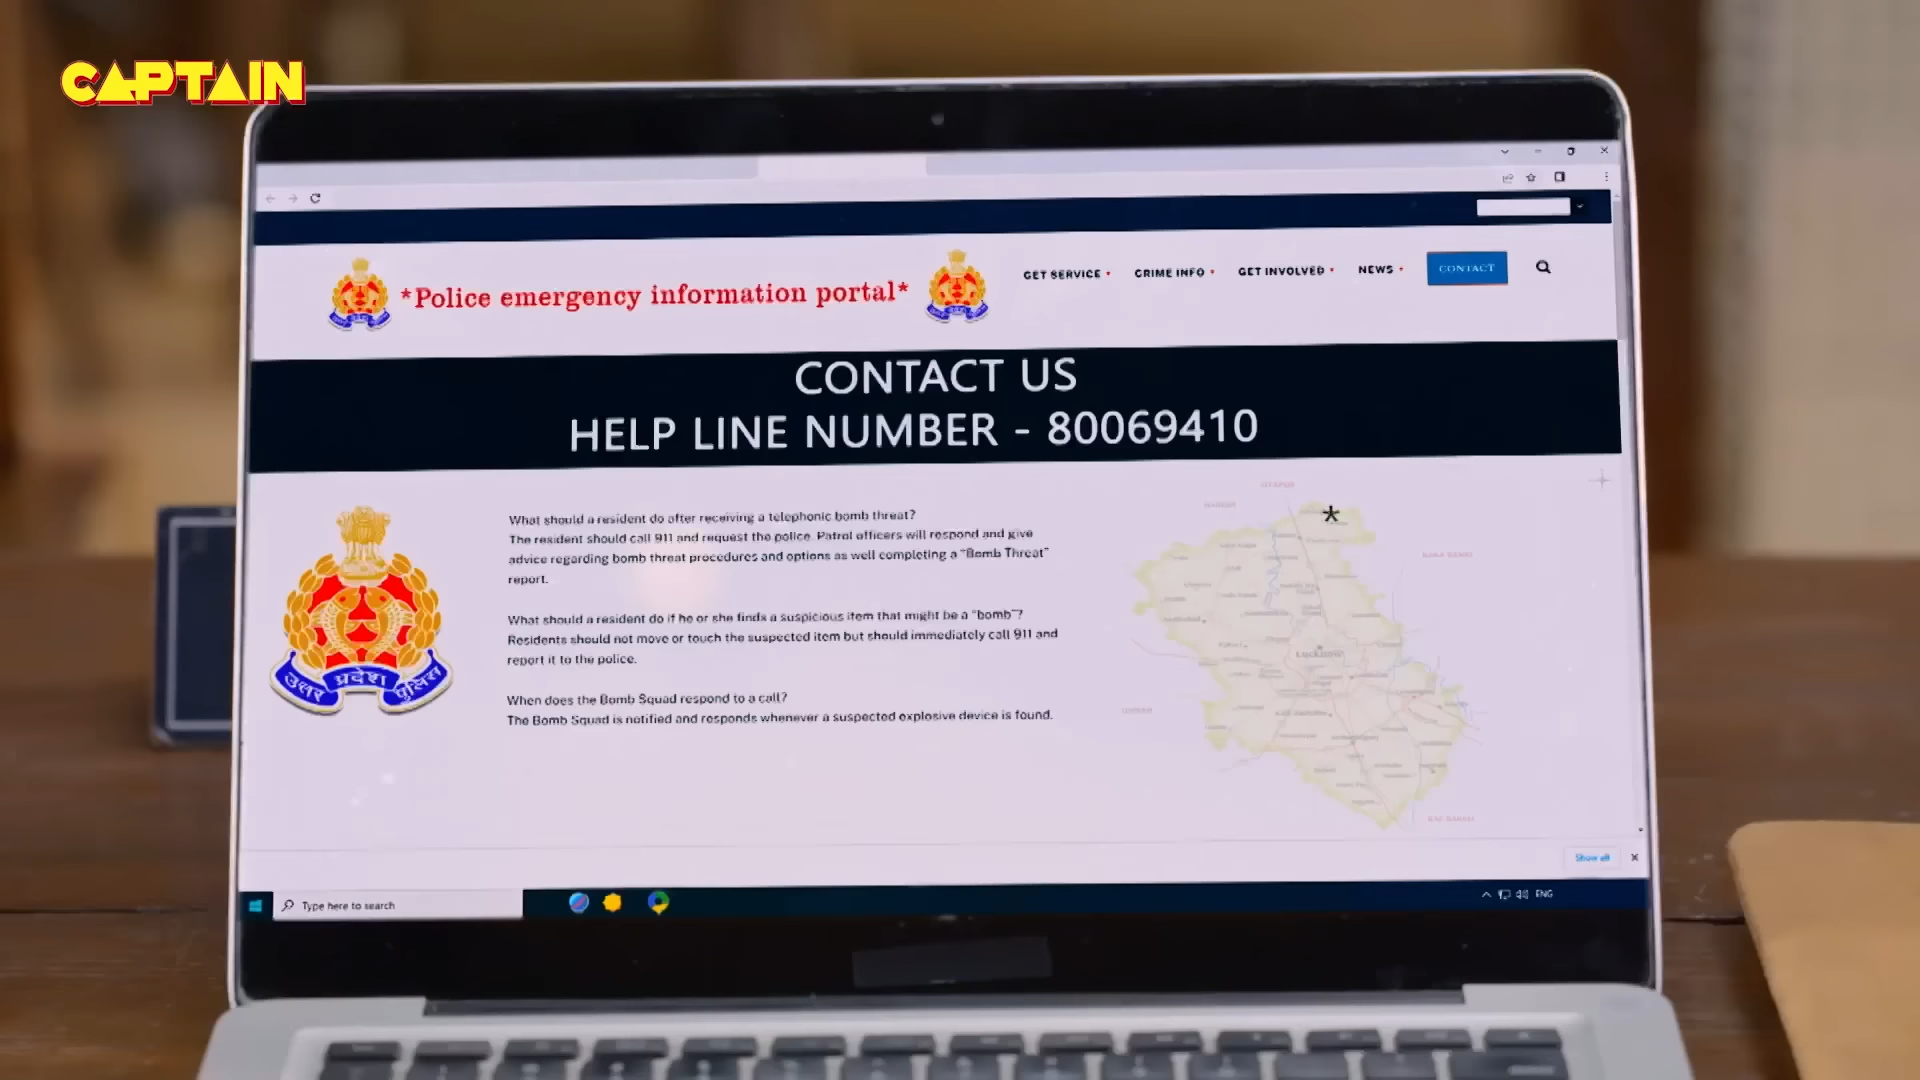 CAPTAIN
*Police emergency information portal*
GET SERVICE
CRIME INFO
GET INVOLVED
NEWS
CONTACT
CONTACT US
HELP LINE NUMBER - 80069410
What should a resident do after receiving a telephonic bomb threat?
The resident should call 911 and request the police. Patrol officers will respond and give
advice regarding bomb threat procedures and options as well completing a "Bomb Threat"
report.
What should a resident do if he or she finds a suspicious item that might be a "bomb"?
Residents should not move or touch the suspected item but should immediately call 911 and
report it to the police.
When does the Bomb Squad respond to a call?
The Bomb Squad is notified and responds whenever a suspected explosive device is found.
उत्तर प्रदेश पुलिस
Lucknow
Show all
Type here to search
ENG